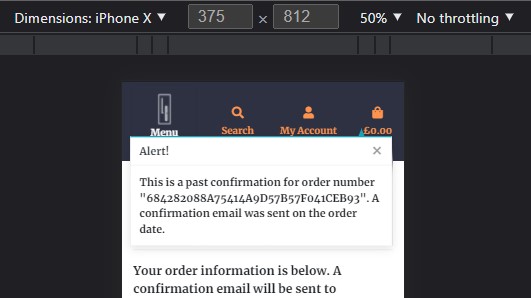 Dimensions: iPhone X ▼ 375 × 812 50% ▼ No throttling ▼
Menu Search My Account £0.00
Alert! ×
This is a past confirmation for order number
"684282088A75414A9D57B57F041CEB93". A
confirmation email was sent on the order
date.
Your order information is below. A
confirmation email will be sent to